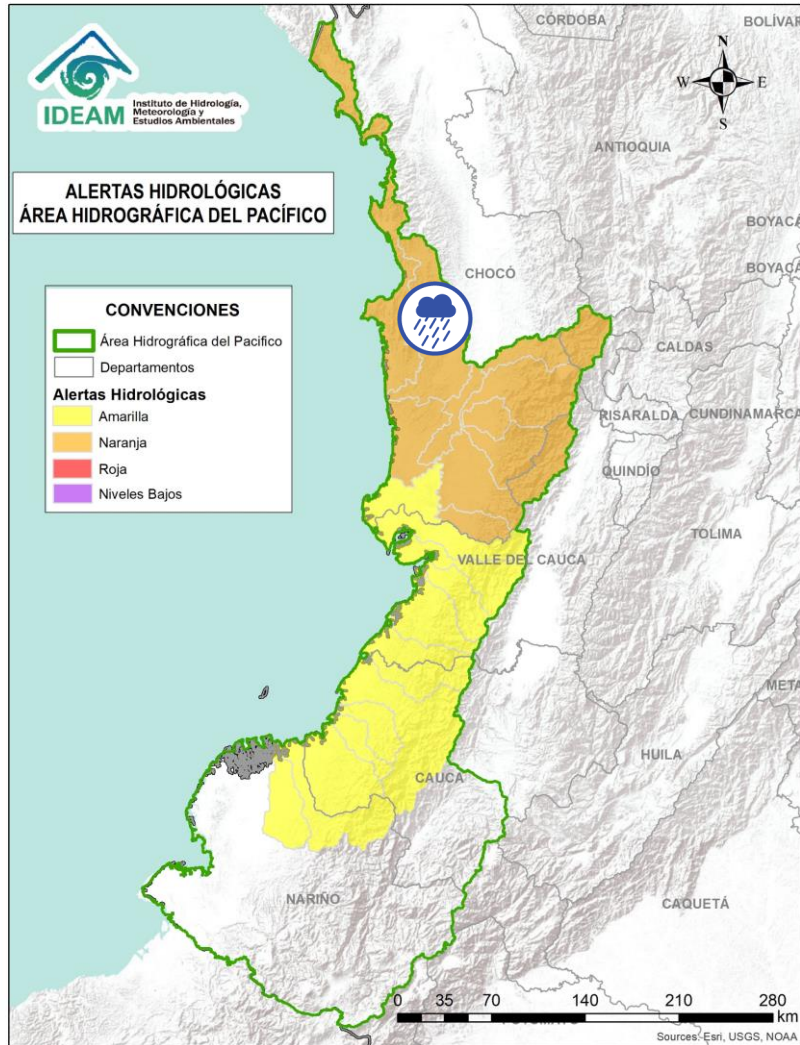 IDEAM
Instituto de Hidrología,
Meteorología y
Estudios Ambientales
ALERTAS HIDROLÓGICAS
ÁREA HIDROGRÁFICA DEL PACÍFICO
CONVENCIONES
Área Hidrográfica del Pacifico
Departamentos
Alertas Hidrológicas
Amarilla
Naranja
Roja
Niveles Bajos
CÓRDOBA
BOLÍVAR
N
W
E
S
ANTIOQUIA
BOYACÁ
CHOCÓ
BOYACÁ
CALDAS
RISARALDA
CUNDINAMARCA
QUINDÍO
TOLIMA
VALLE DEL CAUCA
META
HUILA
CAUCA
NARIÑO
CAQUETÁ
0 35 70 140 210 280
km
Sources: Esri, USGS, NOAA